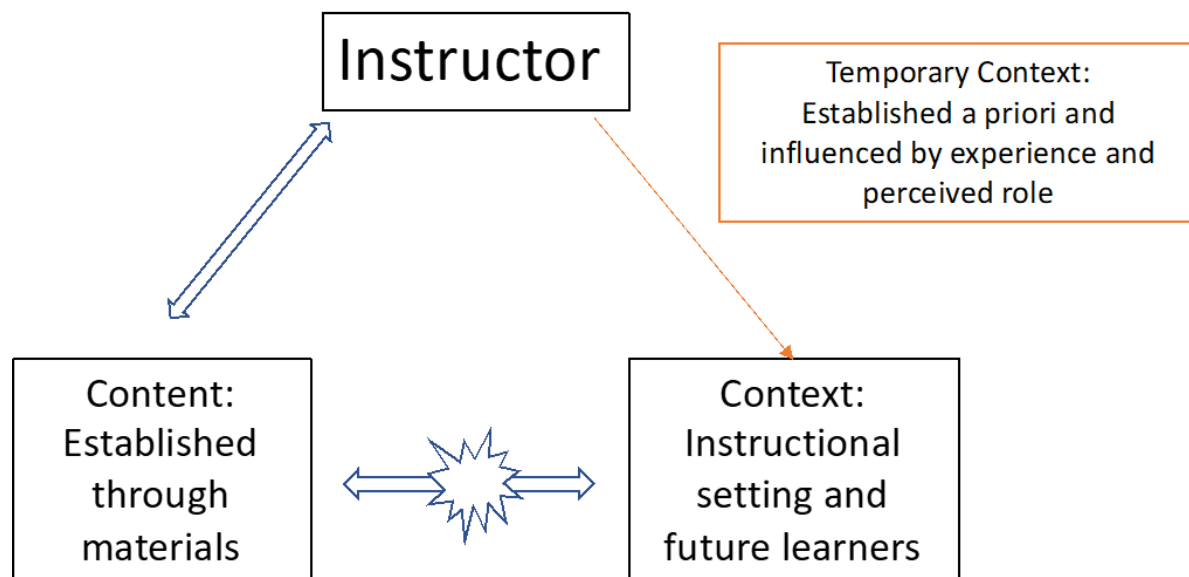 Instructor
Temporary Context:
Established a priori and
influenced by experience and
perceived role
Content:
Established
through
materials
Context:
Instructional
setting and
future learners